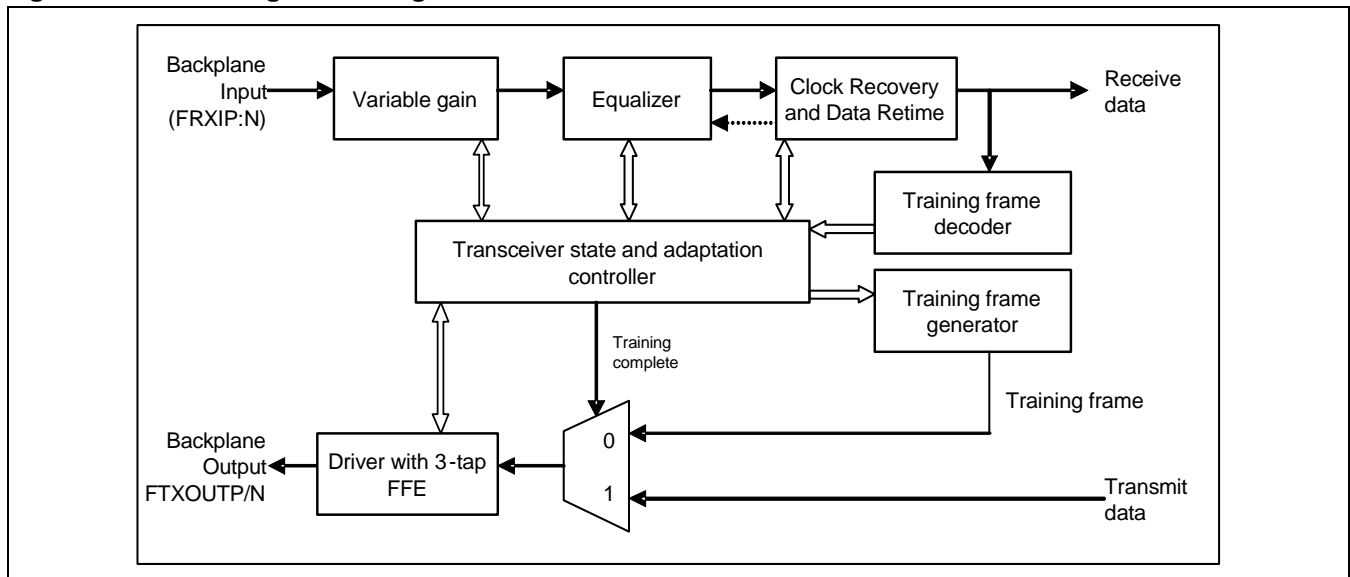 Backplane
Input
(FRXIP:N)
Variable gain
Equalizer
Clock Recovery
and Data Retime
Receive
data
Training frame
decoder
Transceiver state and adaptation
controller
Training frame
generator
Training
complete
Training frame
Backplane
Output
FTXOUTP/N
Driver with 3-tap
FFE
0
1
Transmit
data